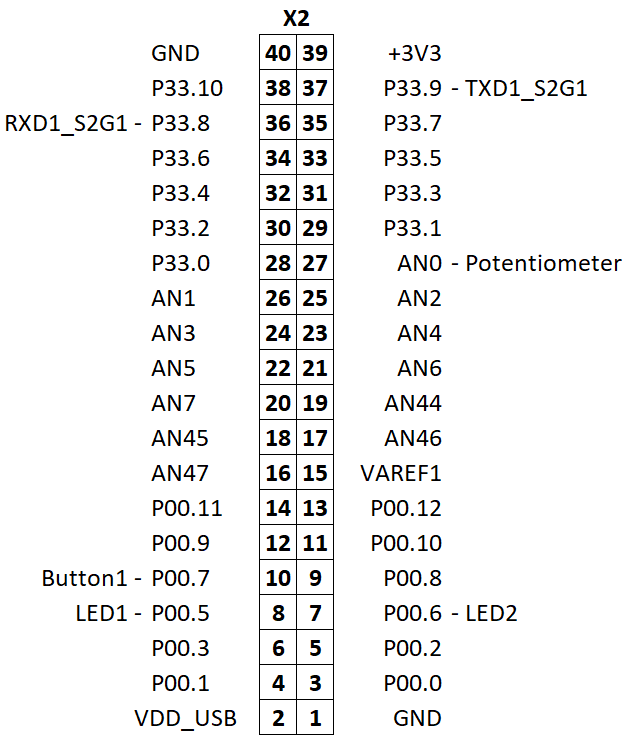 X2
GND 40 39 +3V3
P33.10 38 37 P33.9 - TXD1_S2G1
RXD1_S2G1 - P33.8 36 35 P33.7
P33.6 34 33 P33.5
P33.4 32 31 P33.3
P33.2 30 29 P33.1
P33.0 28 27 AN0 - Potentiometer
AN1 26 25 AN2
AN3 24 23 AN4
AN5 22 21 AN6
AN7 20 19 AN44
AN45 18 17 AN46
AN47 16 15 VAREF1
P00.11 14 13 P00.12
P00.9 12 11 P00.10
Button1 - P00.7 10 9 P00.8
LED1 - P00.5 8 7 P00.6 - LED2
P00.3 6 5 P00.2
P00.1 4 3 P00.0
VDD_USB 2 1 GND